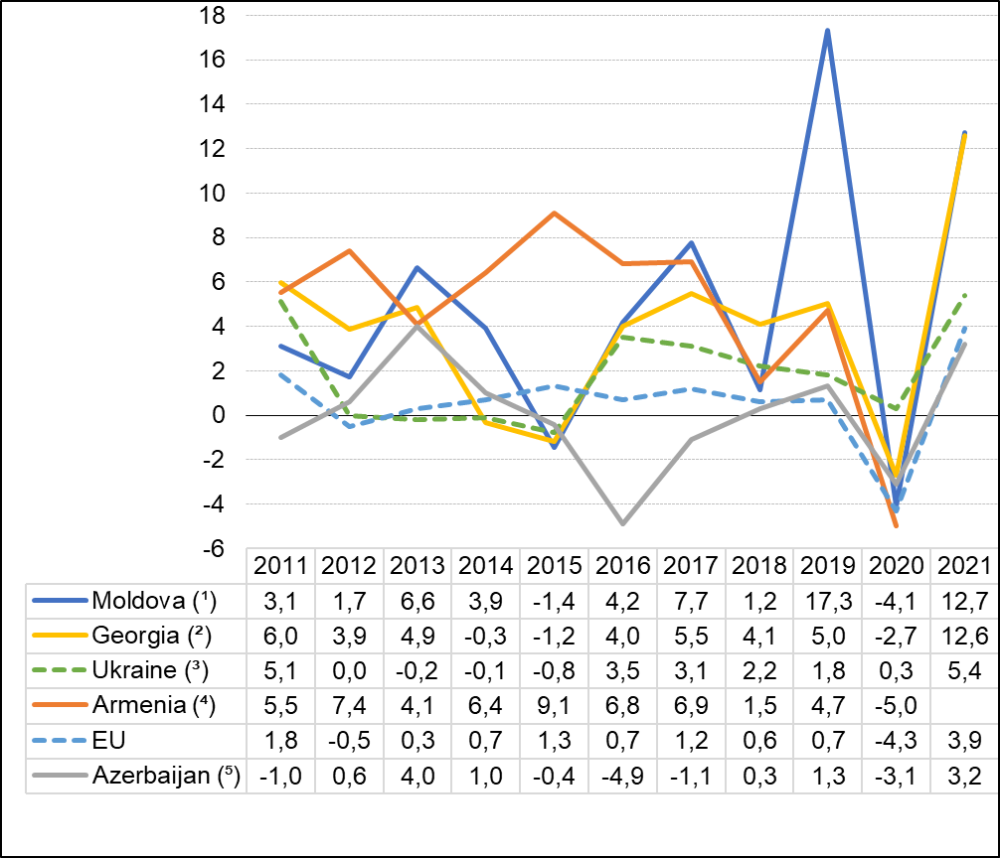 18
16
14
12
10
8
6
4
2
0
-2
-4
-6
2011 2012 2013 2014 2015 2016 2017 2018 2019 2020 2021
Moldova (¹) 3,1 1,7 6,6 3,9 -1,4 4,2 7,7 1,2 17,3 -4,1 12,7
Georgia (²) 6,0 3,9 4,9 -0,3 -1,2 4,0 5,5 4,1 5,0 -2,7 12,6
Ukraine (³) 5,1 0,0 -0,2 -0,1 -0,8 3,5 3,1 2,2 1,8 0,3 5,4
Armenia (⁴) 5,5 7,4 4,1 6,4 9,1 6,8 6,9 1,5 4,7 -5,0
EU 1,8 -0,5 0,3 0,7 1,3 0,7 1,2 0,6 0,7 -4,3 3,9
Azerbaijan (⁵) -1,0 0,6 4,0 1,0 -0,4 -4,9 -1,1 0,3 1,3 -3,1 3,2